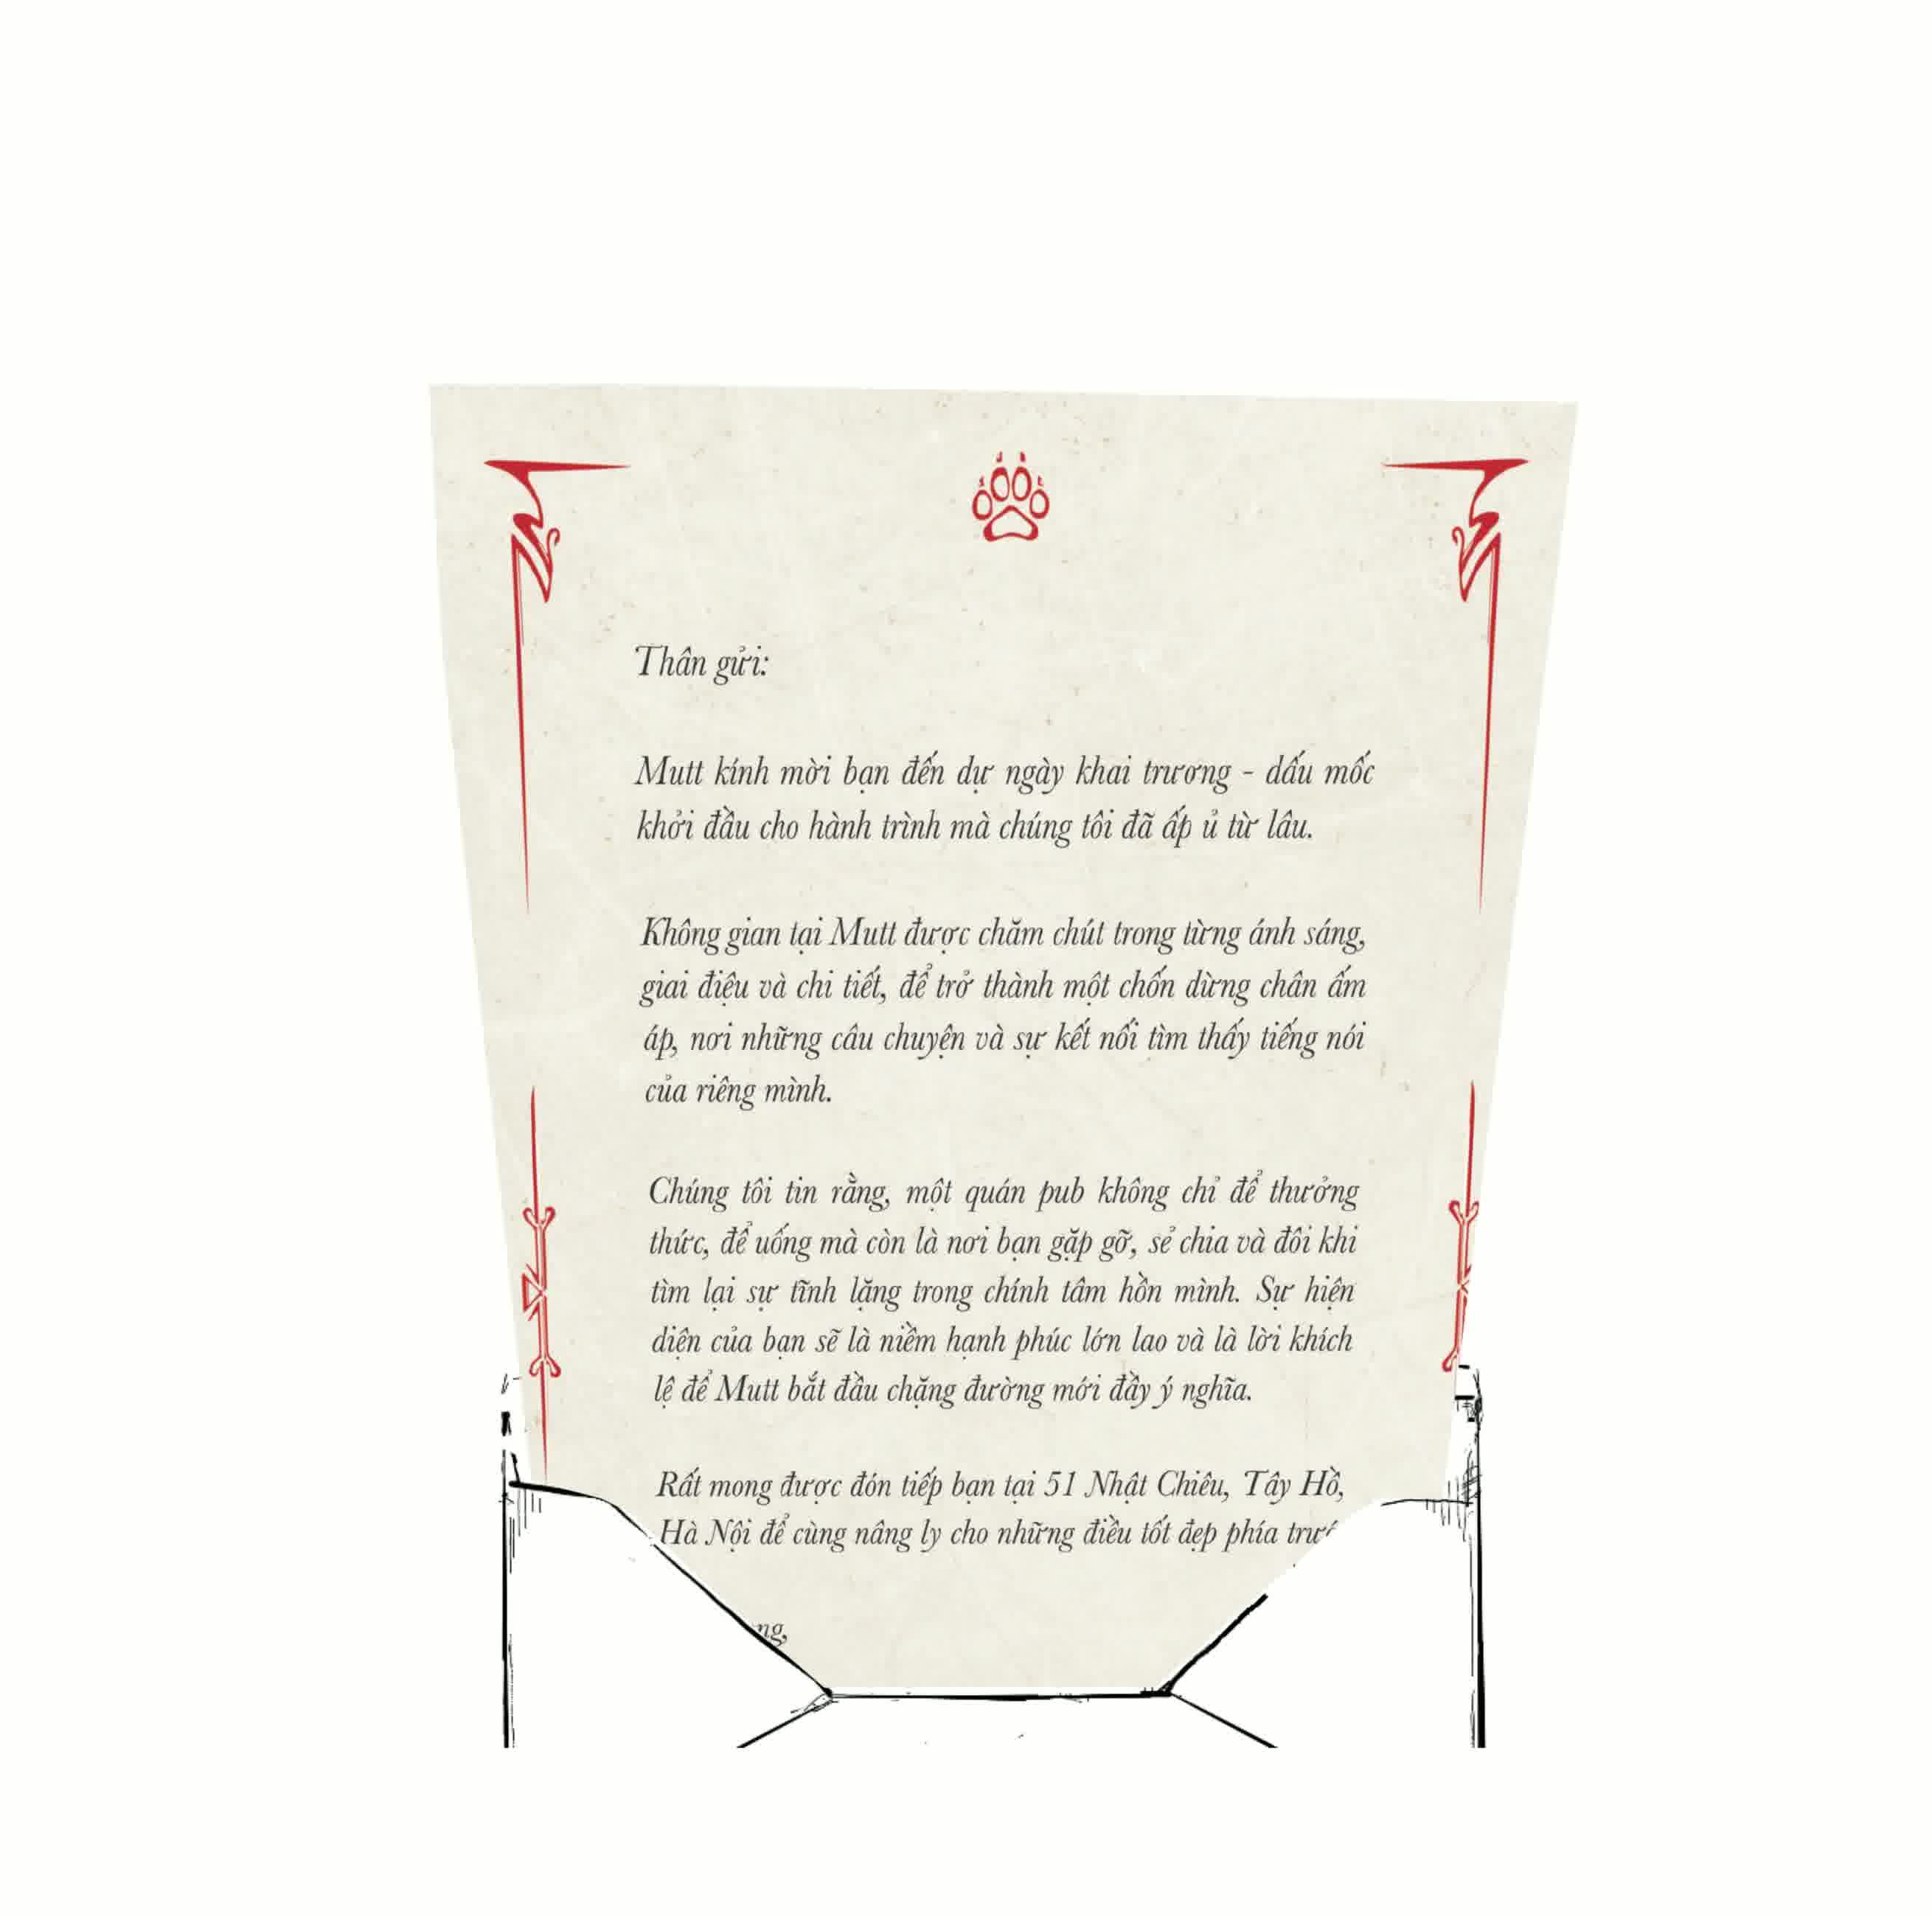 Thân gửi:
Mutt kính mời bạn đến dự ngày khai trương - dấu mốc
khởi đầu cho hành trình mà chúng tôi đã ấp ủ từ lâu.
Không gian tại Mutt được chăm chút trong từng ánh sáng,
giai điệu và chi tiết, để trở thành một chốn dừng chân ấm
áp, nơi những câu chuyện và sự kết nối tìm thấy tiếng nói
của riêng mình.
Chúng tôi tin rằng, một quán pub không chỉ để thưởng
thức, để uống mà còn là nơi bạn gặp gỡ, sẻ chia và đôi khi
tìm lại sự tĩnh lặng trong chính tâm hồn mình. Sự hiện
diện của bạn sẽ là niềm hạnh phúc lớn lao và là lời khích
lệ để Mutt bắt đầu chặng đường mới đầy ý nghĩa.
Rất mong được đón tiếp bạn tại 51 Nhật Chiêu, Tây Hồ,
Hà Nội để cùng nâng ly cho những điều tốt đẹp phía